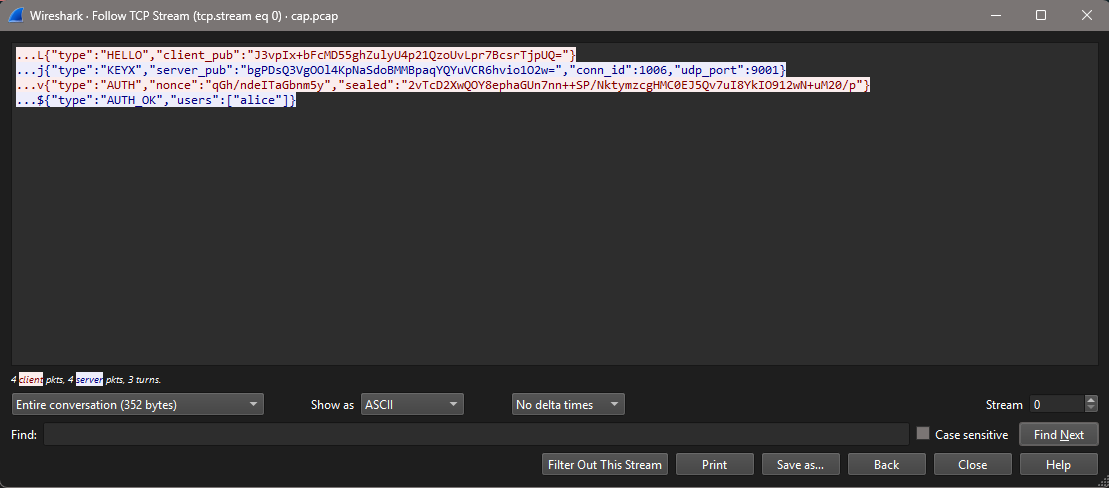 Wireshark · Follow TCP Stream (tcp.stream eq 0) · cap.pcap
...L{"type":"HELLO","client_pub":"J3vpIx+bFcMD55ghZulyU4p21QzoUvLpr7BcsrTjpUQ="}
...j{"type":"KEYX","server_pub":"bgPDsQ3VgOOl4KpNaSdoBMMBpaqYQYuVCR6hvio1O2w=","conn_id":1006,"udp_port":9001}
...v{"type":"AUTH","nonce":"qGh/ndeITaGbnm5y","sealed":"2vTcD2XwQOY8ephaGUn7nn++SP/NktymzcgHMC0EJ5Qv7uI8YkIO912wN+uM20/p"}
...${"type":"AUTH_OK","users":["alice"]}
4 client pkts, 4 server pkts, 3 turns.
Entire conversation (352 bytes) Show as ASCII No delta times Stream 0
Find: Case sensitive Find Next
Filter Out This Stream Print Save as... Back Close Help